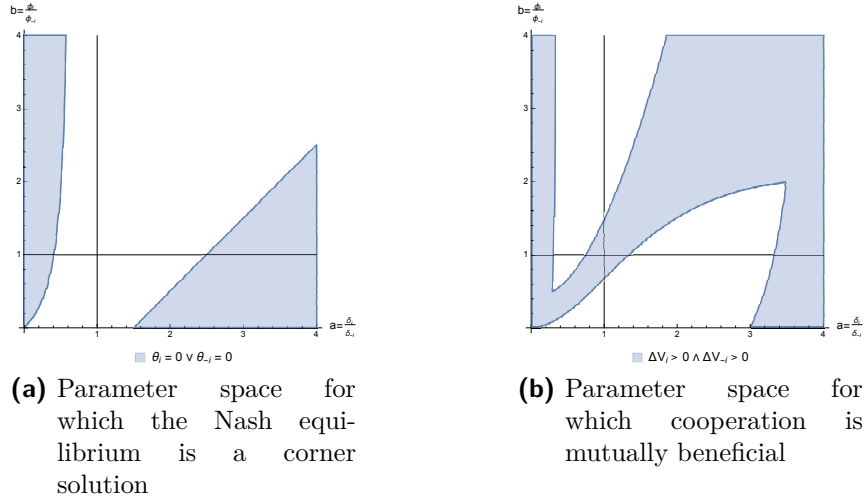 b=ϕᵢ/ϕ₋ᵢ
4
3
2
1
1
2
3
4
a=δᵢ/δ₋ᵢ
θᵢ = 0 ∨ θ₋ᵢ = 0
(a) Parameter space for
which the Nash equi-
librium is a corner
solution
b=ϕᵢ/ϕ₋ᵢ
4
3
2
1
1
2
3
4
a=δᵢ/δ₋ᵢ
ΔVᵢ > 0 ∧ ΔV₋ᵢ > 0
(b) Parameter space for
which cooperation is
mutually beneficial